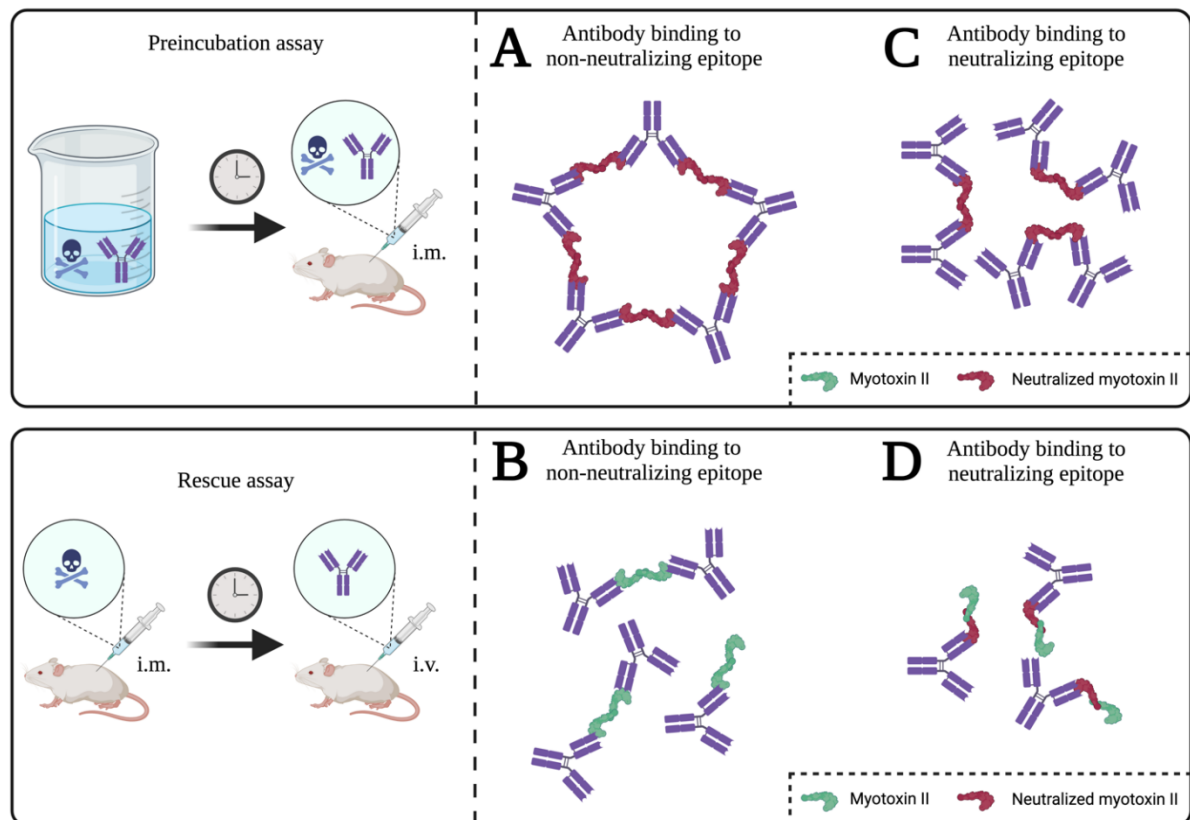 Preincubation assay
i.m.
A
Antibody binding to
non-neutralizing epitope
C
Antibody binding to
neutralizing epitope
Myotoxin II
Neutralized myotoxin II
Rescue assay
i.m.
i.v.
B
Antibody binding to
non-neutralizing epitope
D
Antibody binding to
neutralizing epitope
Myotoxin II
Neutralized myotoxin II